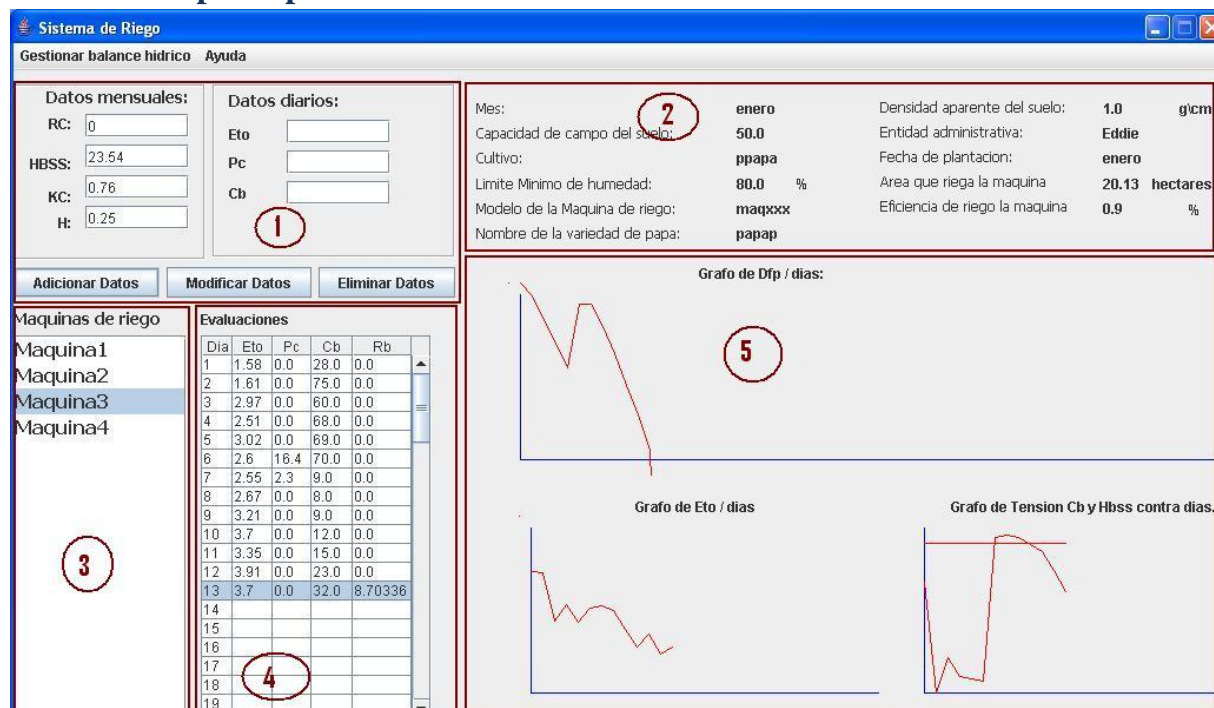 Sistema de Riego
Gestionar balance hidrico Ayuda
Datos mensuales:
RC: 0
HBSS: 23.54
KC: 0.76
H: 0.25
Datos diarios:
Eto
Pc
Cb
1
Adicionar Datos Modificar Datos Eliminar Datos
2
Mes: enero
Capacidad de campo del suelo: 50.0
Cultivo: ppapa
Limite Minimo de humedad: 80.0 %
Modelo de la Maquina de riego: maqxxx
Nombre de la variedad de papa: papap
Densidad aparente del suelo: 1.0 g\cm
Entidad administrativa: Eddie
Fecha de plantacion: enero
Area que riega la maquina 20.13 hectares
Eficiencia de riego la maquina 0.9 %
Maquinas de riego
Maquina1
Maquina2
Maquina3
Maquina4
3
Evaluaciones
Dia Eto Pc Cb Rb
1 1.58 0.0 28.0 0.0
2 1.61 0.0 75.0 0.0
3 2.97 0.0 60.0 0.0
4 2.51 0.0 68.0 0.0
5 3.02 0.0 69.0 0.0
6 2.6 16.4 70.0 0.0
7 2.55 2.3 9.0 0.0
8 2.67 0.0 8.0 0.0
9 3.21 0.0 9.0 0.0
10 3.7 0.0 12.0 0.0
11 3.35 0.0 15.0 0.0
12 3.91 0.0 23.0 0.0
13 3.7 0.0 32.0 8.70336
14
15
16
17
18
19
4
Grafo de Dfp / dias:
5
Grafo de Eto / dias
Grafo de Tension Cb y Hbss contra dias.